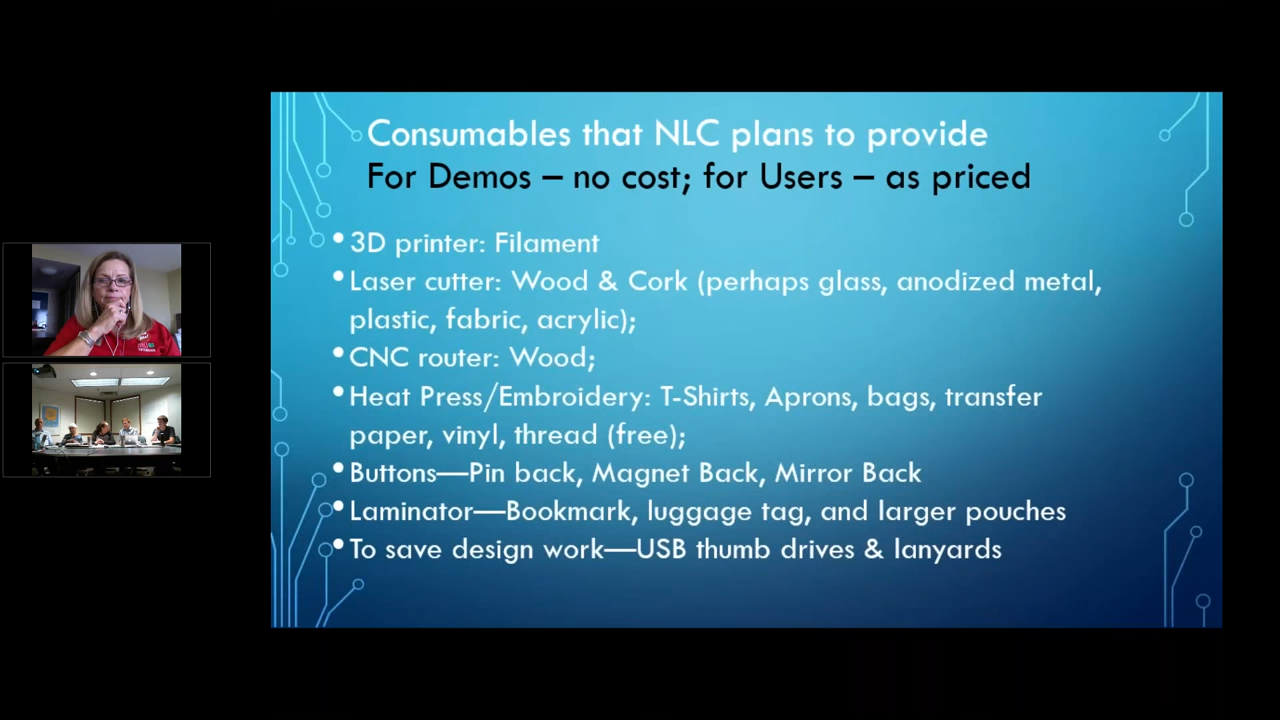 Consumables that NLC plans to provide
For Demos – no cost; for Users – as priced
•3D printer: Filament
•Laser cutter: Wood & Cork (perhaps glass, anodized metal,
plastic, fabric, acrylic);
•CNC router: Wood;
•Heat Press/Embroidery: T-Shirts, Aprons, bags, transfer
paper, vinyl, thread (free);
•Buttons—Pin back, Magnet Back, Mirror Back
•Laminator—Bookmark, luggage tag, and larger pouches
•To save design work—USB thumb drives & lanyards